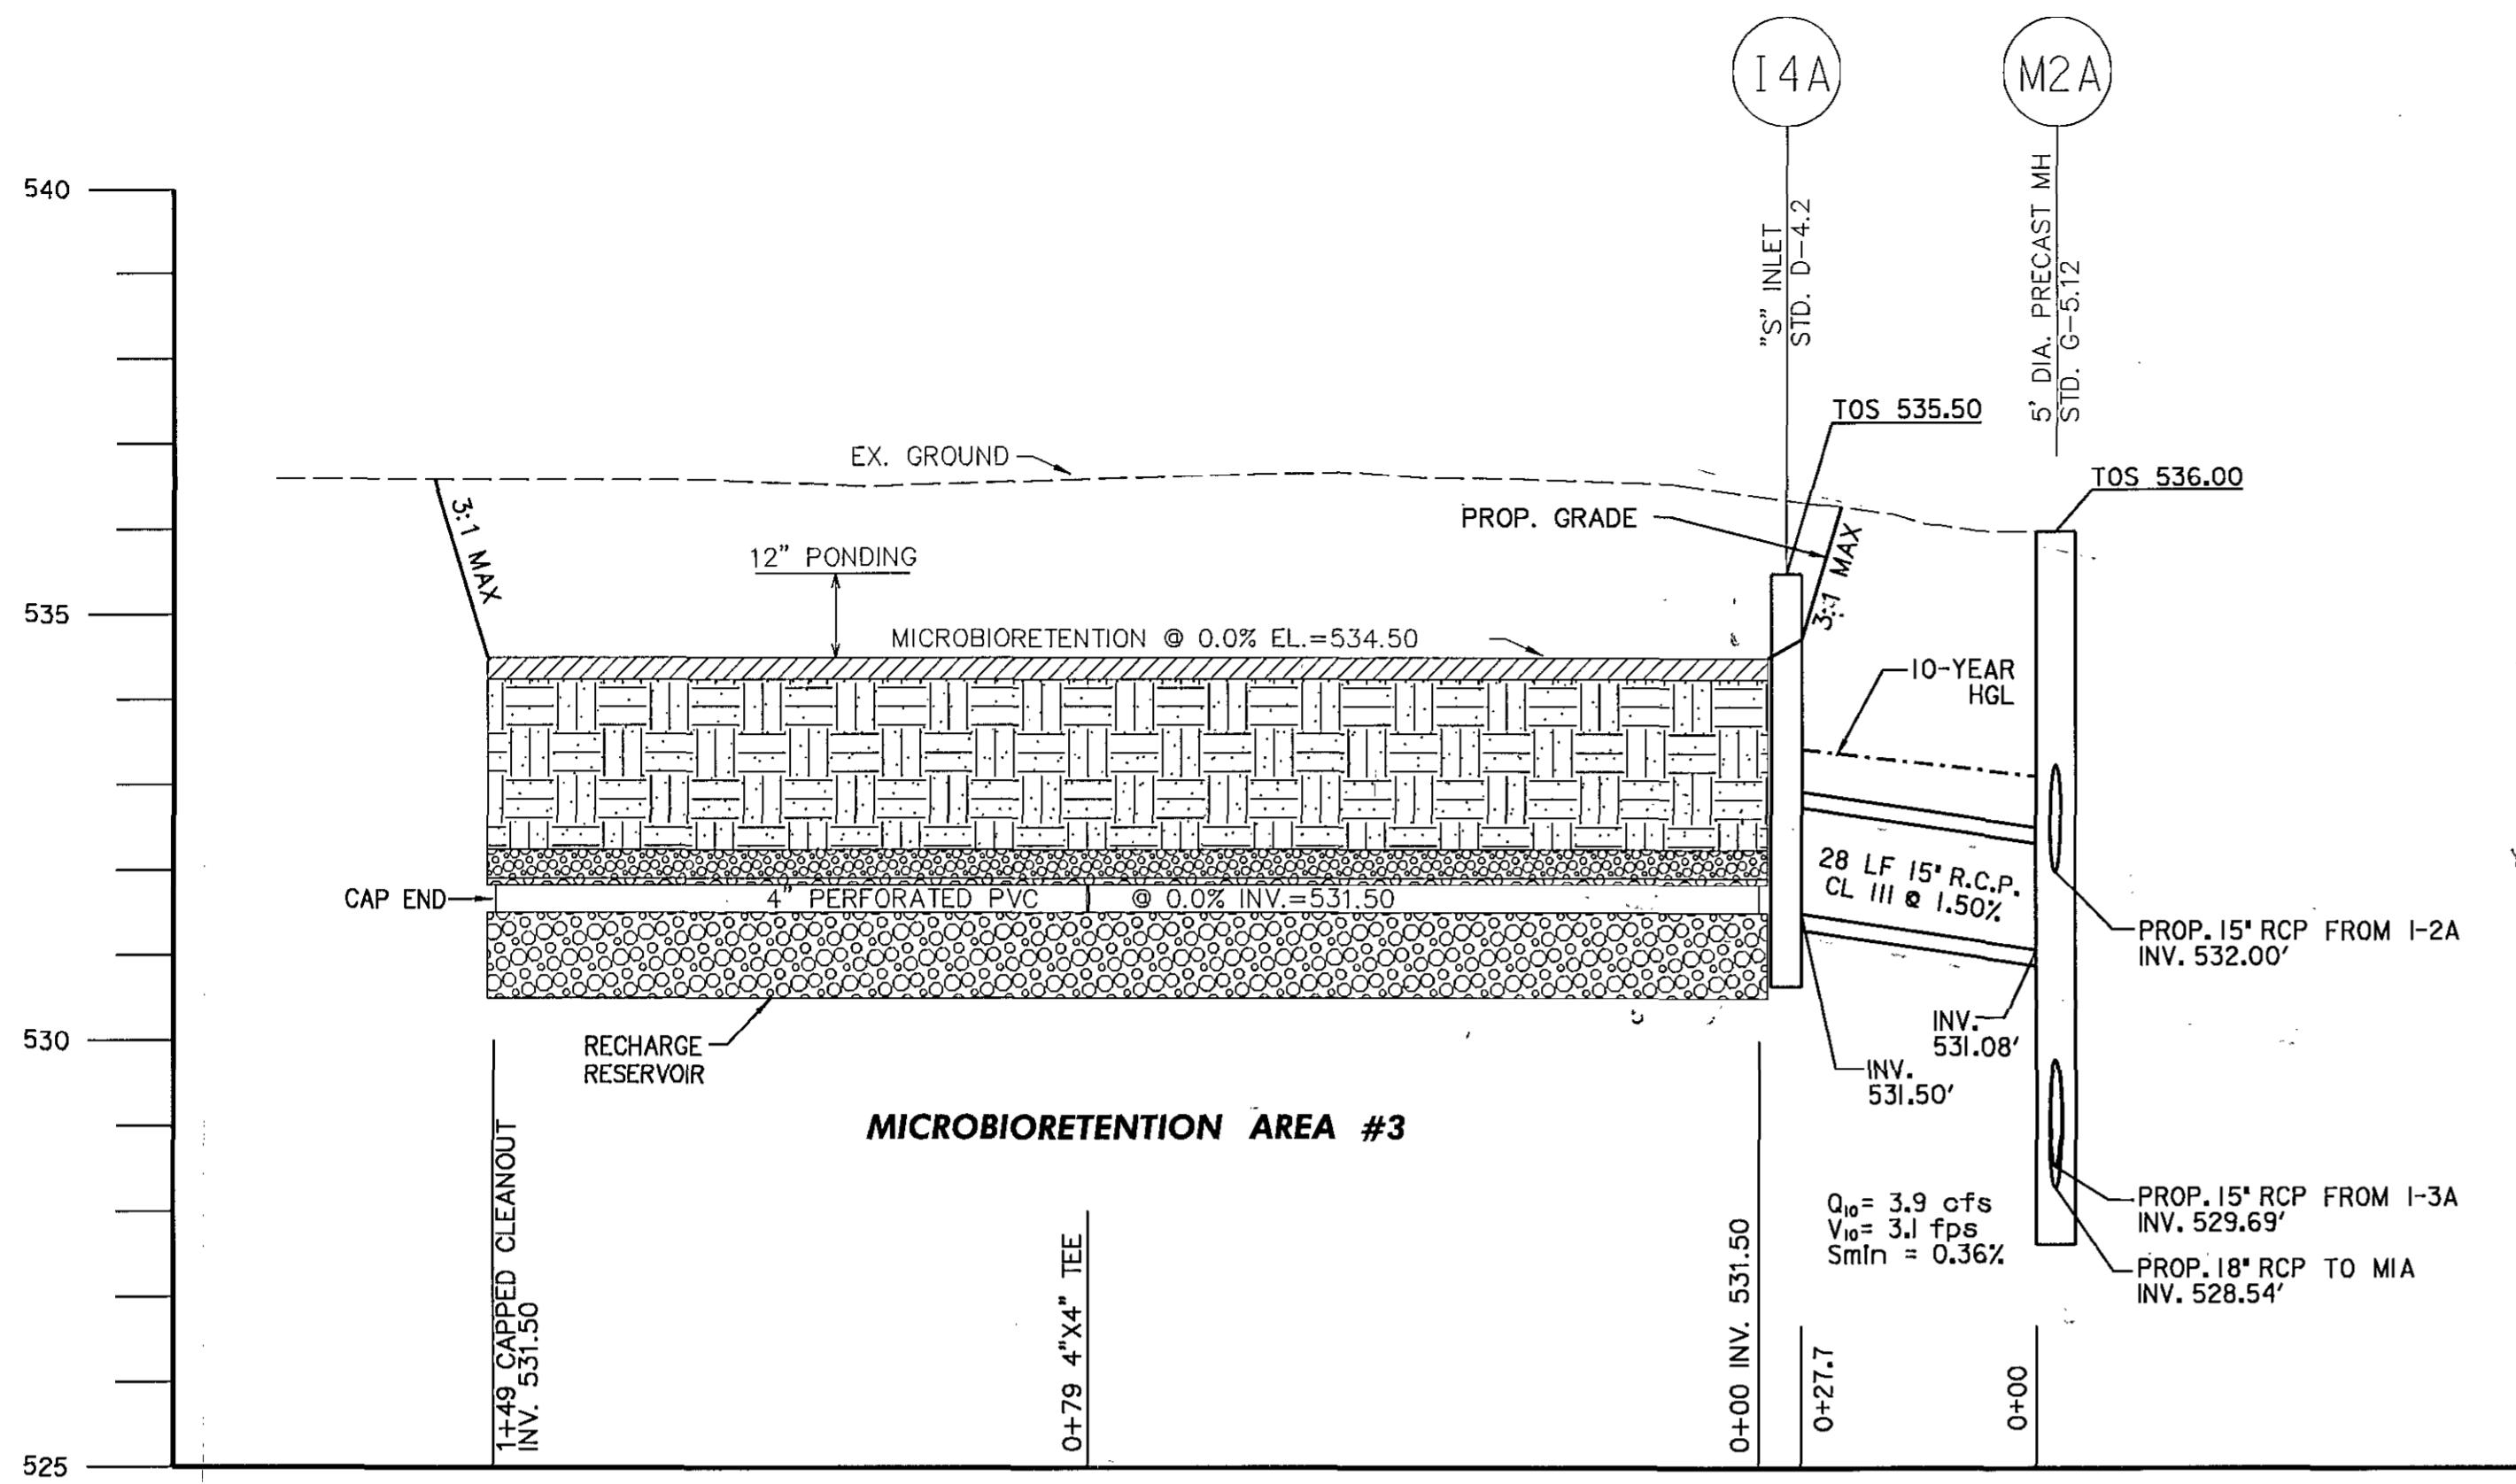 I4A
M2A
"S" INLET
STD. D-4.2
5' DIA. PRECAST MH
STD. G-5.12
540
535
530
525
TOS 535.50
TOS 536.00
EX. GROUND
PROP. GRADE
3:1 MAX
3:1 MAX
12" PONDING
MICROBIORETENTION @ 0.0% EL.=534.50
10-YEAR
HGL
CAP END
4" PERFORATED PVC
@ 0.0% INV.=531.50
28 LF 15" R.C.P.
CL III @ 1.50%
PROP. 15" RCP FROM I-2A
INV. 532.00'
INV.
531.08'
INV.
531.50'
RECHARGE
RESERVOIR
MICROBIORETENTION AREA #3
PROP. 15" RCP FROM I-3A
INV. 529.69'
PROP. 18" RCP TO M1A
INV. 528.54'
Q10= 3.9 cfs
V10= 3.1 fps
Smin = 0.36%
1+49 CAPPED CLEANOUT
INV. 531.50
0+79 4"X4" TEE
0+00 INV. 531.50
0+27.7
0+00